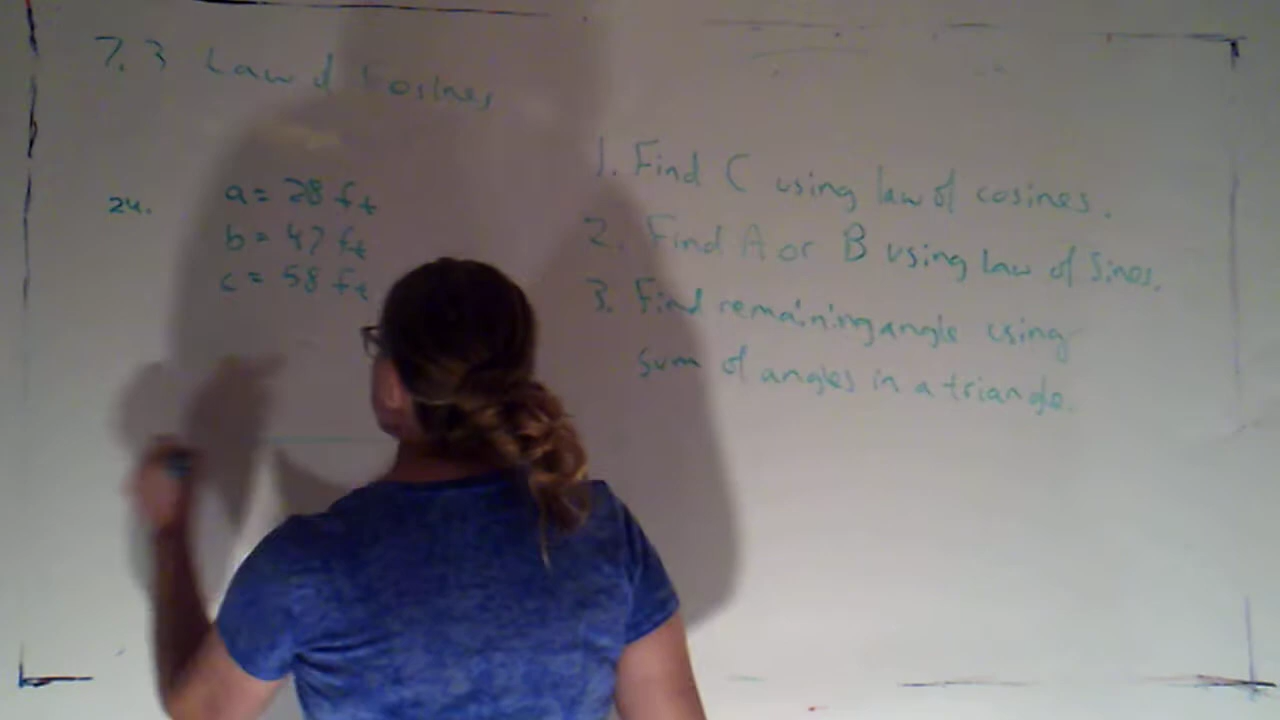 7.3 Law of Cosines
24.
a = 28 ft
b = 47 ft
c = 58 ft
1. Find C using law of cosines.
2. Find A or B using Law of Sines.
3. Find remaining angle using
sum of angles in a triangle.